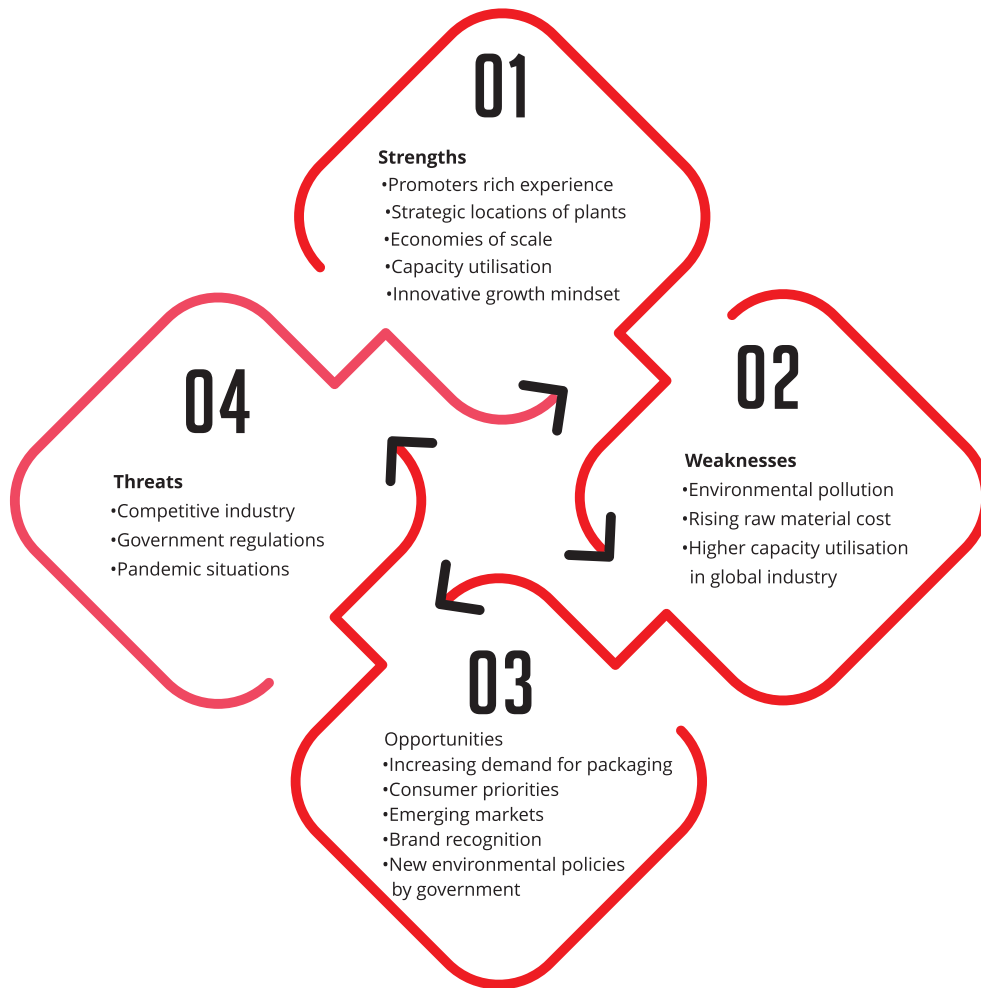 01
Strengths
•Promoters rich experience
•Strategic locations of plants
•Economies of scale
•Capacity utilisation
•Innovative growth mindset
02
Weaknesses
•Environmental pollution
•Rising raw material cost
•Higher capacity utilisation
in global industry
03
Opportunities
•Increasing demand for packaging
•Consumer priorities
•Emerging markets
•Brand recognition
•New environmental policies
by government
04
Threats
•Competitive industry
•Government regulations
•Pandemic situations